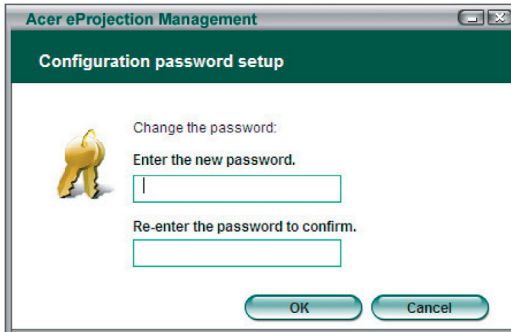 Acer eProjection Management
Configuration password setup
Change the password:
Enter the new password.
Re-enter the password to confirm.
OK
Cancel